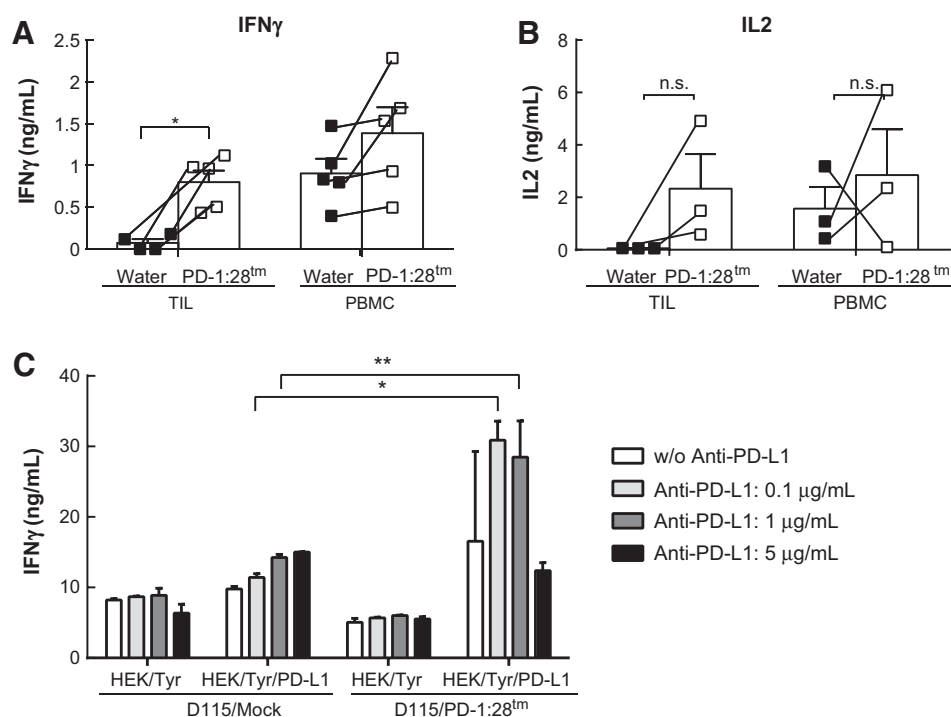 A
IFNγ
IFNγ (ng/mL)
2.5
2
1.5
1
0.5
0
*
Water PD-1:28tm
Water PD-1:28tm
TIL
PBMC
B
IL2
IL2 (ng/mL)
8
6
4
2
0
n.s.
n.s.
Water PD-1:28tm
Water PD-1:28tm
TIL
PBMC
C
IFNγ (ng/mL)
40
30
20
10
0
**
*
HEK/Tyr
HEK/Tyr/PD-L1
HEK/Tyr
HEK/Tyr/PD-L1
D115/Mock
D115/PD-1:28tm
w/o Anti-PD-L1
Anti-PD-L1: 0.1 μg/mL
Anti-PD-L1: 1 μg/mL
Anti-PD-L1: 5 μg/mL